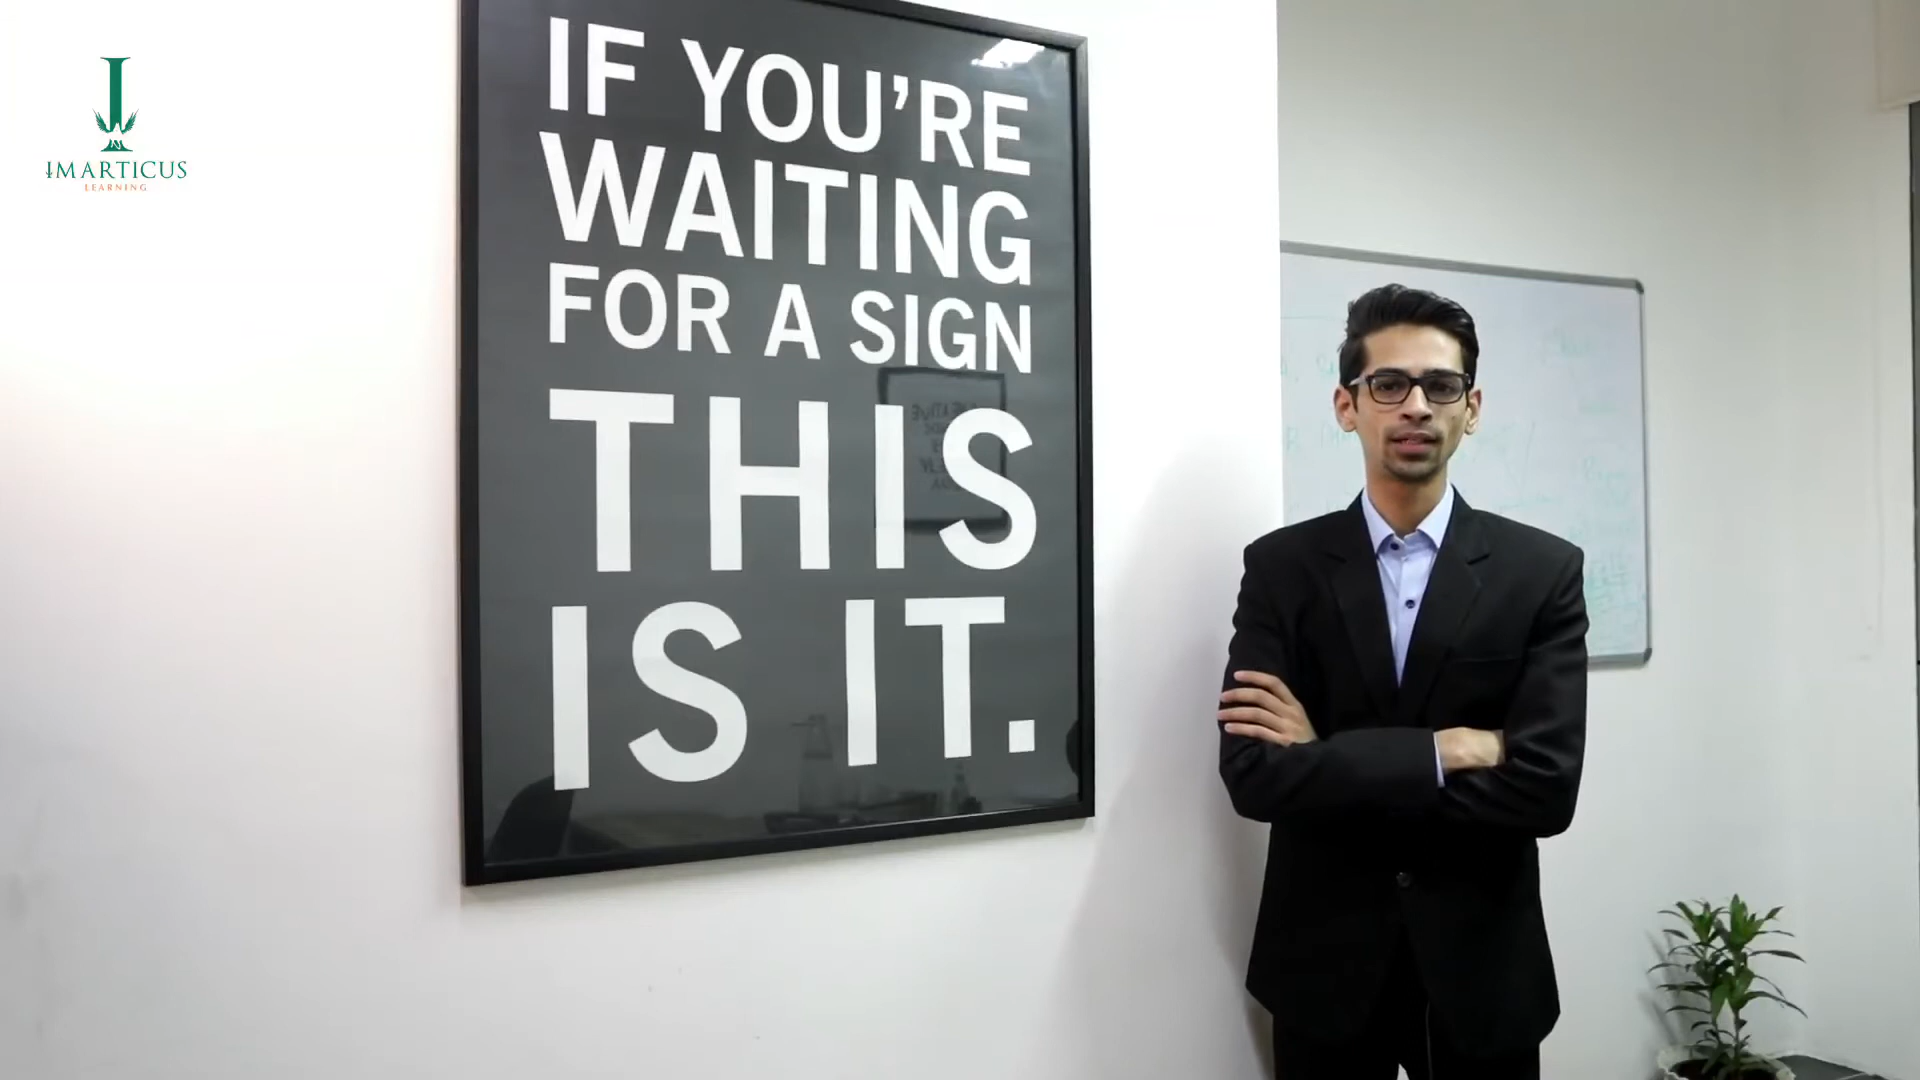 IMARTICUS
LEARNING
IF YOU'RE
WAITING
FOR A SIGN
THIS
IS IT.